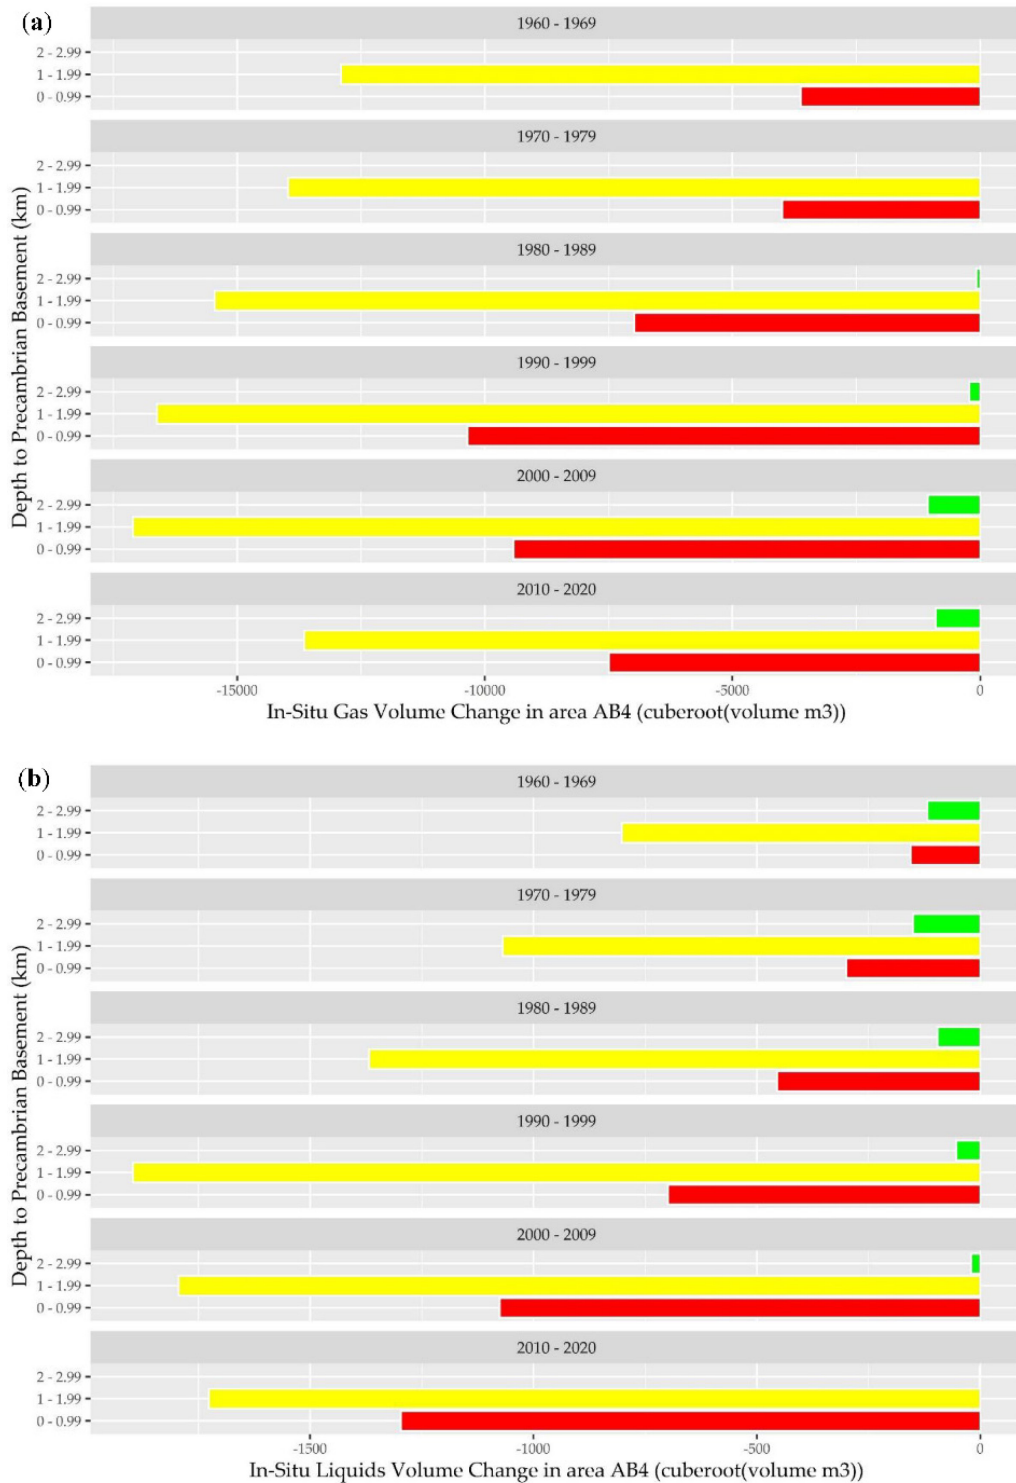 (a)
1960 - 1969
2 - 2.99
1 - 1.99
0 - 0.99
1970 - 1979
2 - 2.99
1 - 1.99
0 - 0.99
1980 - 1989
2 - 2.99
1 - 1.99
0 - 0.99
1990 - 1999
2 - 2.99
1 - 1.99
0 - 0.99
2000 - 2009
2 - 2.99
1 - 1.99
0 - 0.99
2010 - 2020
2 - 2.99
1 - 1.99
0 - 0.99
Depth to Precambrian Basement (km)
-15000 -10000 -5000 0
In-Situ Gas Volume Change in area AB4 (cuberoot(volume m3))
(b)
1960 - 1969
2 - 2.99
1 - 1.99
0 - 0.99
1970 - 1979
2 - 2.99
1 - 1.99
0 - 0.99
1980 - 1989
2 - 2.99
1 - 1.99
0 - 0.99
1990 - 1999
2 - 2.99
1 - 1.99
0 - 0.99
2000 - 2009
2 - 2.99
1 - 1.99
0 - 0.99
2010 - 2020
2 - 2.99
1 - 1.99
0 - 0.99
Depth to Precambrian Basement (km)
-1500 -1000 -500 0
In-Situ Liquids Volume Change in area AB4 (cuberoot(volume m3))